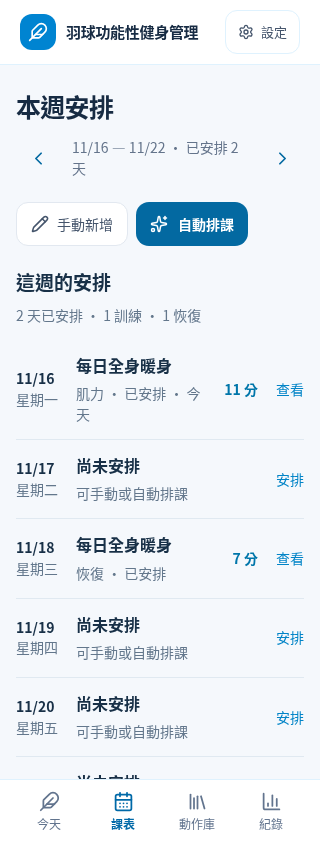 羽球功能性健身管理
設定
本週安排
11/16 — 11/22 • 已安排 2
天
手動新增
自動排課
這週的安排
2 天已安排 • 1 訓練 • 1 恢復
11/16
星期一
每日全身暖身
肌力 • 已安排 • 今
天
11 分
查看
11/17
星期二
尚未安排
可手動或自動排課
安排
11/18
星期三
每日全身暖身
恢復 • 已安排
7 分
查看
11/19
星期四
尚未安排
可手動或自動排課
安排
11/20
星期五
尚未安排
可手動或自動排課
安排
今天
課表
動作庫
紀錄